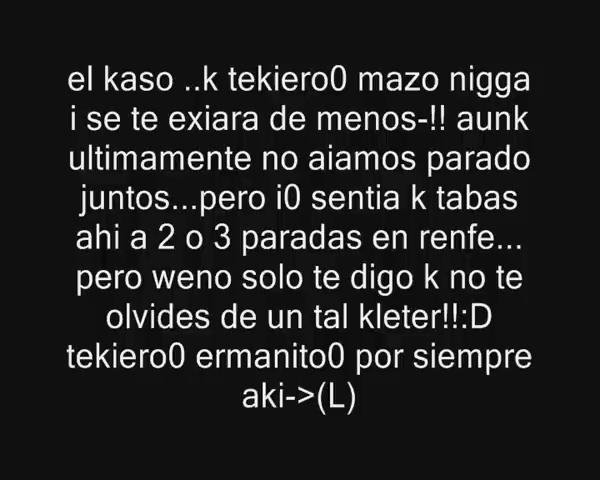 el kaso ..k tekiero0 mazo nigga
i se te exiara de menos-!! aunk
ultimamente no aiamos parado
juntos...pero i0 sentia k tabas
ahi a 2 o 3 paradas en renfe...
pero weno solo te digo k no te
olvides de un tal kleter!!:D
tekiero0 ermanito0 por siempre
aki->(L)